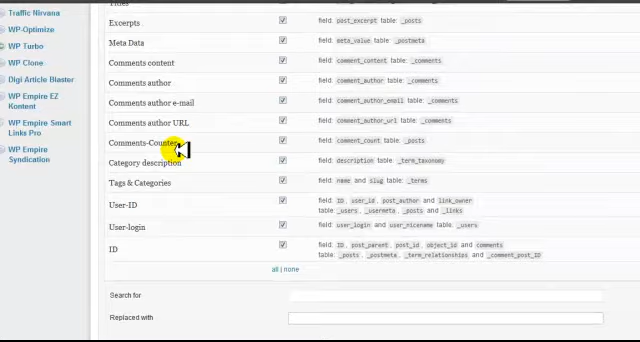 Traffic Nirvana
WP-Optimize
WP Turbo
WP Clone
Digi Article Blaster
WP Empire EZ
Kontent
WP Empire Smart
Links Pro
WP Empire
Syndication
Titles
Excerpts field: post_excerpt table: _posts
Meta Data field: meta_value table: _postmeta
Comments content field: comment_content table: _comments
Comments author field: comment_author table: _comments
Comments author e-mail field: comment_author_email table: _comments
Comments author URL field: comment_author_url table: _comments
Comments-Counter field: comment_count table: _posts
Category description field: description table: _term_taxonomy
Tags & Categories field: name and slug table: _terms
User-ID field: ID, user_id, post_author and link_owner
table: _users, _usermeta, _posts and _links
User-login field: user_login and user_nicename table: _users
ID field: ID, post_parent, post_id, object_id and comments
table: _posts, _postmeta, _term_relationships and _comment_post_ID
all | none
Search for
Replaced with